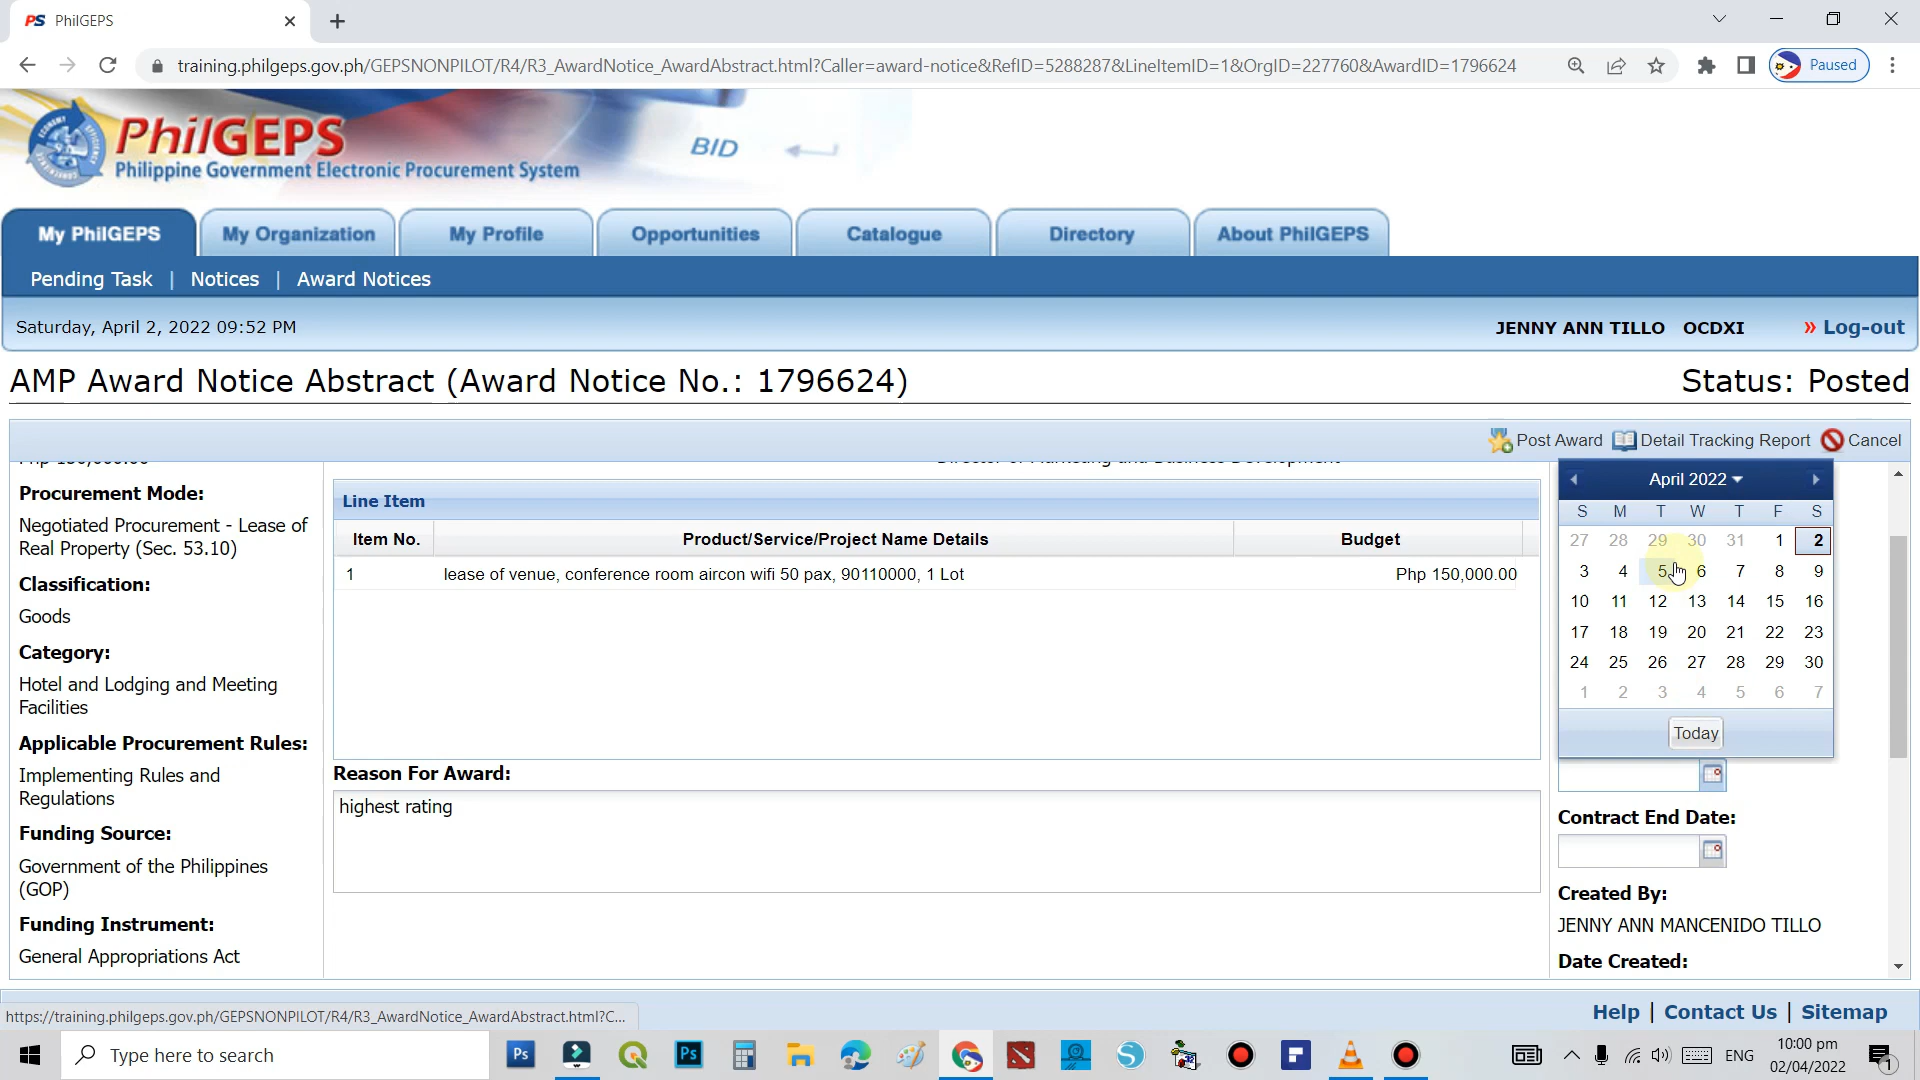 PS PhilGEPS
training.philgeps.gov.ph/GEPSNONPILOT/R4/R3_AwardNotice_AwardAbstract.html?Caller=award-notice&RefID=5288287&LineItemID=1&OrgID=227760&AwardID=1796624
Paused
PhilGEPS
Philippine Government Electronic Procurement System
BID
My PhilGEPS
My Organization
My Profile
Opportunities
Catalogue
Directory
About PhilGEPS
Pending Task | Notices | Award Notices
Saturday, April 2, 2022 09:52 PM
JENNY ANN TILLO OCDXI
» Log-out
AMP Award Notice Abstract (Award Notice No.: 1796624)
Status: Posted
Post Award
Detail Tracking Report
Cancel
Procurement Mode:
Negotiated Procurement - Lease of
Real Property (Sec. 53.10)
Classification:
Goods
Category:
Hotel and Lodging and Meeting
Facilities
Applicable Procurement Rules:
Implementing Rules and
Regulations
Funding Source:
Government of the Philippines
(GOP)
Funding Instrument:
General Appropriations Act
Line Item
Item No. Product/Service/Project Name Details Budget
1 lease of venue, conference room aircon wifi 50 pax, 90110000, 1 Lot Php 150,000.00
Reason For Award:
highest rating
April 2022
S M T W T F S
27 28 29 30 31 1 2
3 4 5 6 7 8 9
10 11 12 13 14 15 16
17 18 19 20 21 22 23
24 25 26 27 28 29 30
1 2 3 4 5 6 7
Today
Contract End Date:
Created By:
JENNY ANN MANCENIDO TILLO
Date Created:
Help | Contact Us | Sitemap
https://training.philgeps.gov.ph/GEPSNONPILOT/R4/R3_AwardNotice_AwardAbstract.html?C...
Type here to search
Ps
Ps
ENG
10:00 pm
02/04/2022
1